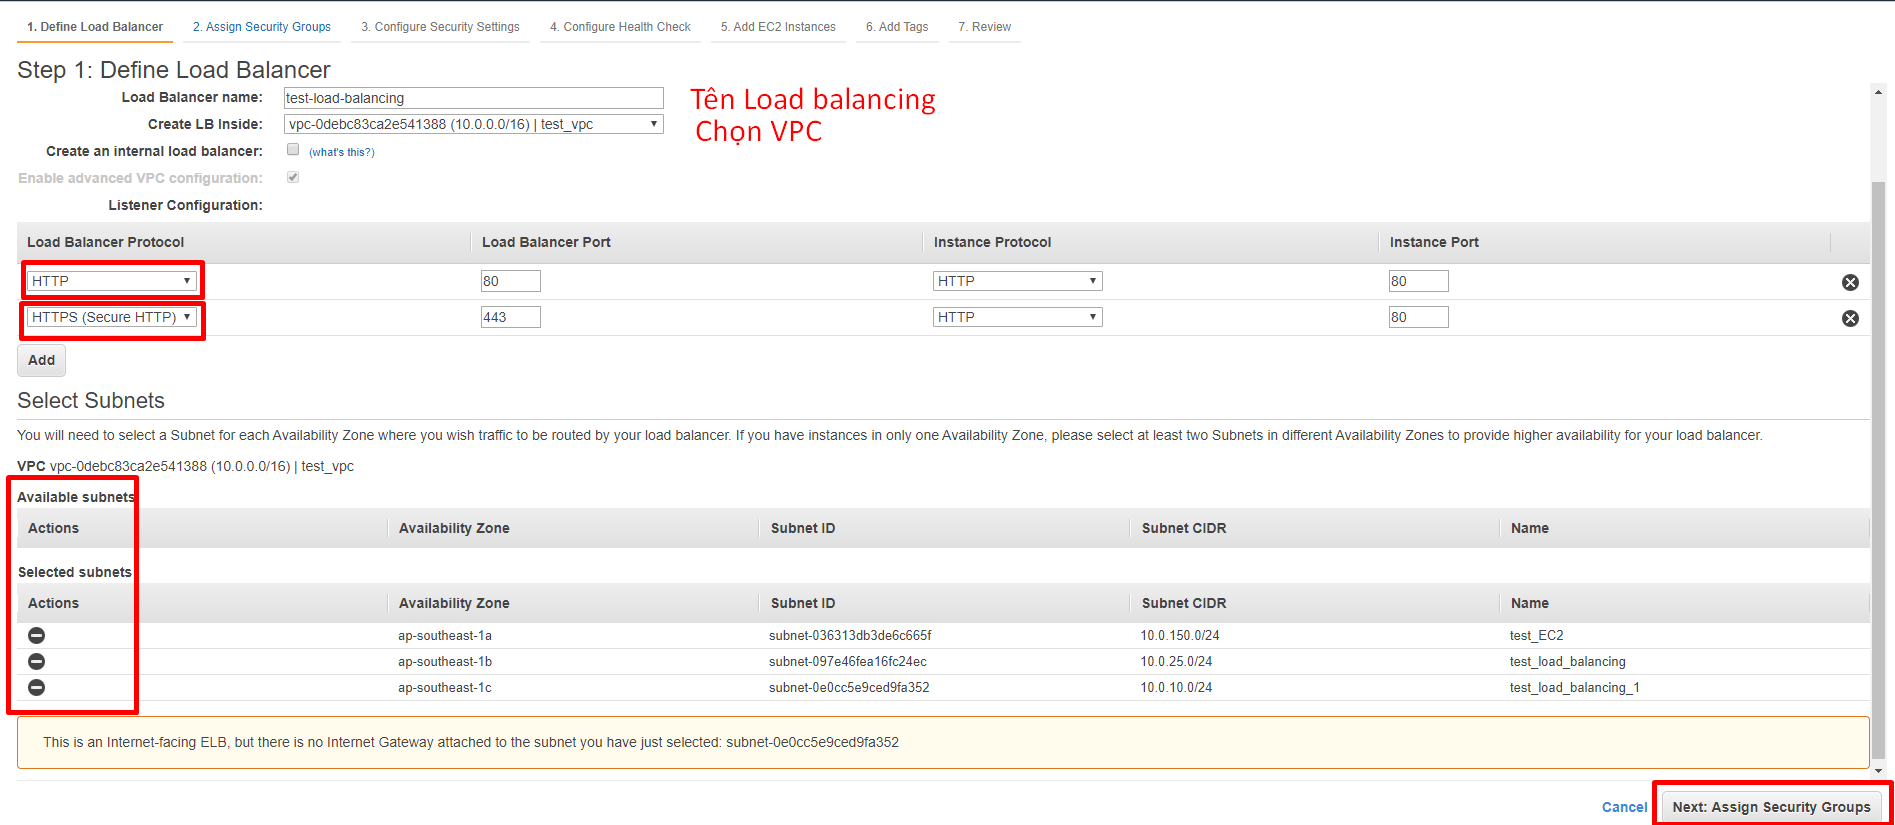 1. Define Load Balancer 2. Assign Security Groups 3. Configure Security Settings 4. Configure Health Check 5. Add EC2 Instances 6. Add Tags 7. Review
Step 1: Define Load Balancer
Load Balancer name: test-load-balancing
Tên Load balancing
Create LB Inside: vpc-0debc83ca2e541388 (10.0.0.0/16) | test_vpc
Chọn VPC
Create an internal load balancer: (what's this?)
Enable advanced VPC configuration:
Listener Configuration:
Load Balancer Protocol Load Balancer Port Instance Protocol Instance Port
HTTP 80 HTTP 80
HTTPS (Secure HTTP) 443 HTTP 80
Add
Select Subnets
You will need to select a Subnet for each Availability Zone where you wish traffic to be routed by your load balancer. If you have instances in only one Availability Zone, please select at least two Subnets in different Availability Zones to provide higher availability for your load balancer.
VPC vpc-0debc83ca2e541388 (10.0.0.0/16) | test_vpc
Available subnets
Actions Availability Zone Subnet ID Subnet CIDR Name
Selected subnets
Actions Availability Zone Subnet ID Subnet CIDR Name
ap-southeast-1a subnet-036313db3de6c665f 10.0.150.0/24 test_EC2
ap-southeast-1b subnet-097e46fea16fc24ec 10.0.25.0/24 test_load_balancing
ap-southeast-1c subnet-0e0cc5e9ced9fa352 10.0.10.0/24 test_load_balancing_1
This is an Internet-facing ELB, but there is no Internet Gateway attached to the subnet you have just selected: subnet-0e0cc5e9ced9fa352
Cancel Next: Assign Security Groups